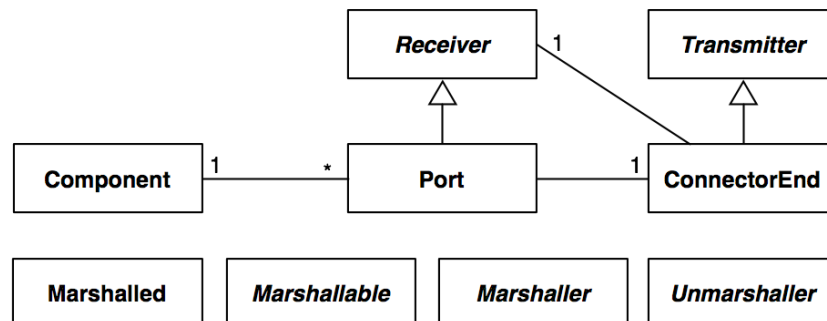 Receiver
1
Transmitter
Component
1
*
Port
1
ConnectorEnd
Marshalled
Marshallable
Marshaller
Unmarshaller